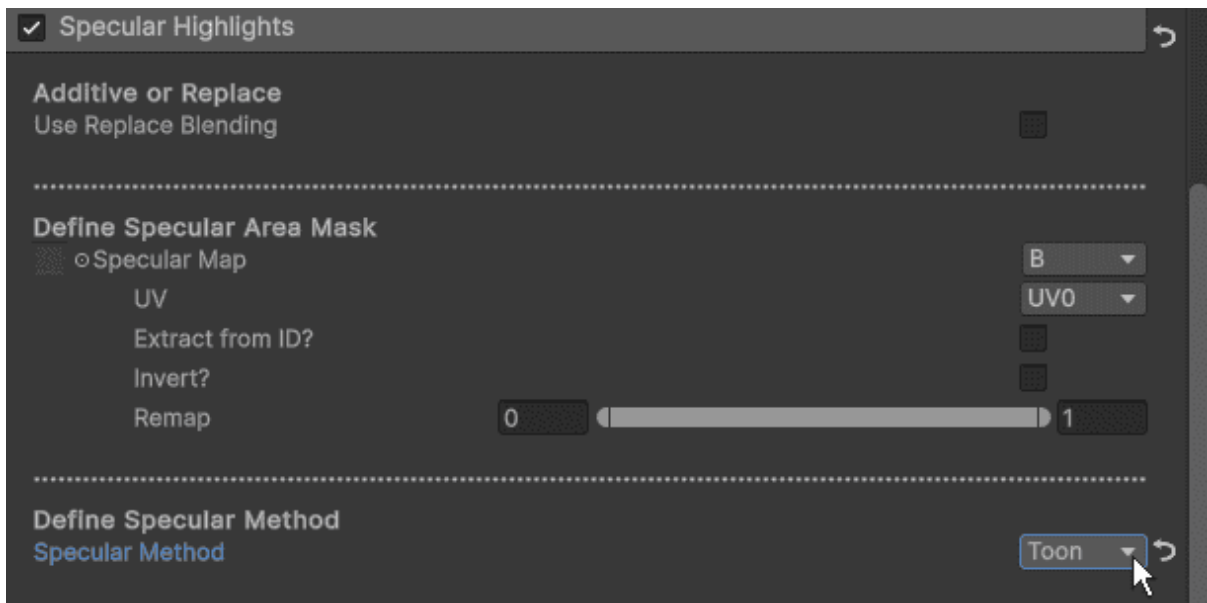 Specular Highlights
Additive or Replace
Use Replace Blending
Define Specular Area Mask
Specular Map B
UV UV0
Extract from ID?
Invert?
Remap 0 1
Define Specular Method
Specular Method Toon